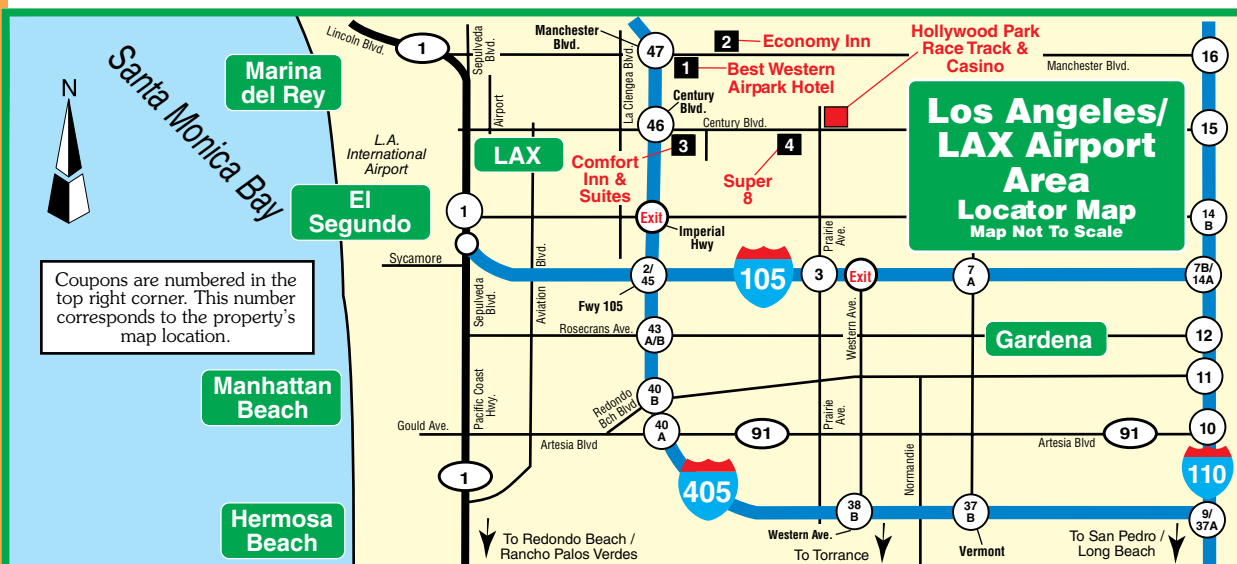 Lincoln Blvd.
1
Sepulveda
Blvd.
Manchester
Blvd.
La Clengea Blvd.
47
2
Economy Inn
1
Best Western
Airpark Hotel
Hollywood Park
Race Track &
Casino
Manchester Blvd.
16
Santa Monica Bay
N
Marina
del Rey
Airport
Century
Blvd.
46
Century Blvd.
15
Los Angeles/
LAX Airport
Area
Locator Map
Map Not To Scale
L.A.
International
Airport
LAX
3
Comfort
Inn &
Suites
4
Super
8
El
Segundo
1
Exit
Imperial
Hwy
Prairie
Ave.
14
B
Sycamore
Blvd.
Aviation
2/
45
Fwy 105
105
3
Exit
7
A
7B/
14A
Coupons are numbered in the
top right corner. This number
corresponds to the property's
map location.
Sepulveda
Blvd.
Rosecrans Ave.
43
A/B
Western Ave.
Gardena
12
Manhattan
Beach
Pacific Coast
Hwy.
Redondo
Bch Blvd
40
B
11
Gould Ave.
Artesia Blvd
40
A
91
Prairie
Ave.
Normandie
Artesia Blvd
91
10
1
405
110
Hermosa
Beach
To Redondo Beach /
Rancho Palos Verdes
38
B
Western Ave.
To Torrance
37
B
Vermont
To San Pedro /
Long Beach
9/
37A